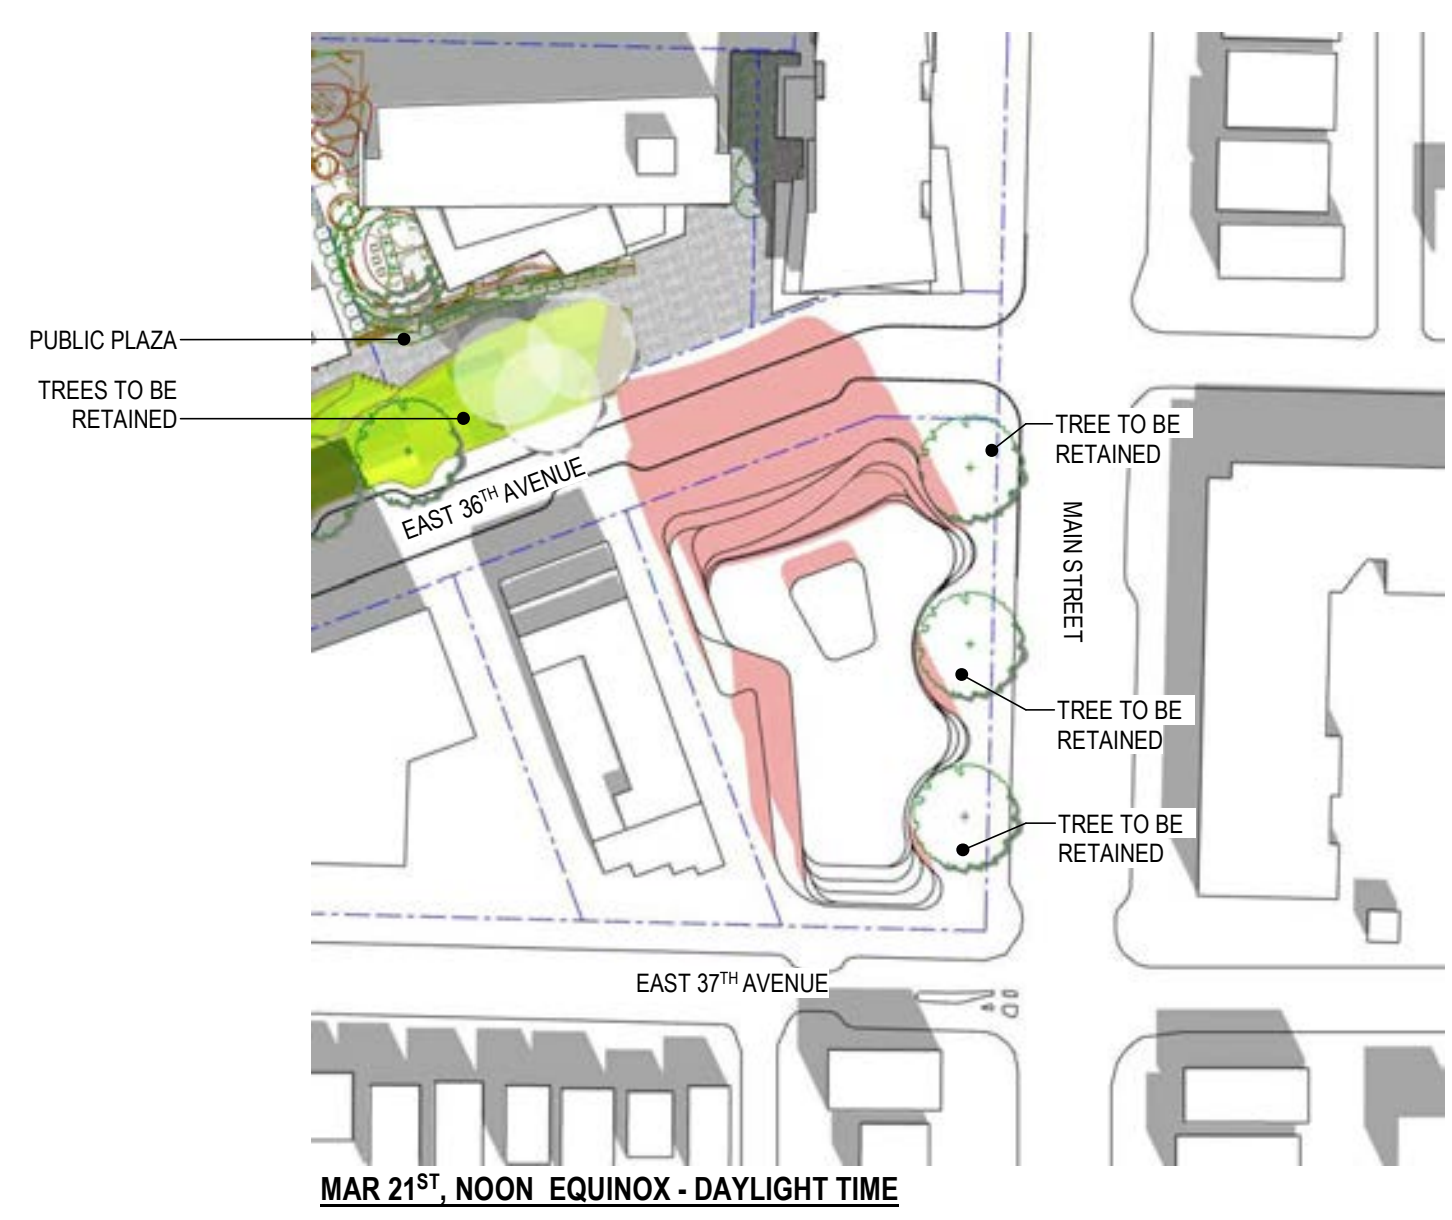 PUBLIC PLAZA
TREES TO BE
RETAINED
EAST 36TH AVENUE
TREE TO BE
RETAINED
MAIN STREET
TREE TO BE
RETAINED
TREE TO BE
RETAINED
EAST 37TH AVENUE
MAR 21ST, NOON EQUINOX - DAYLIGHT TIME